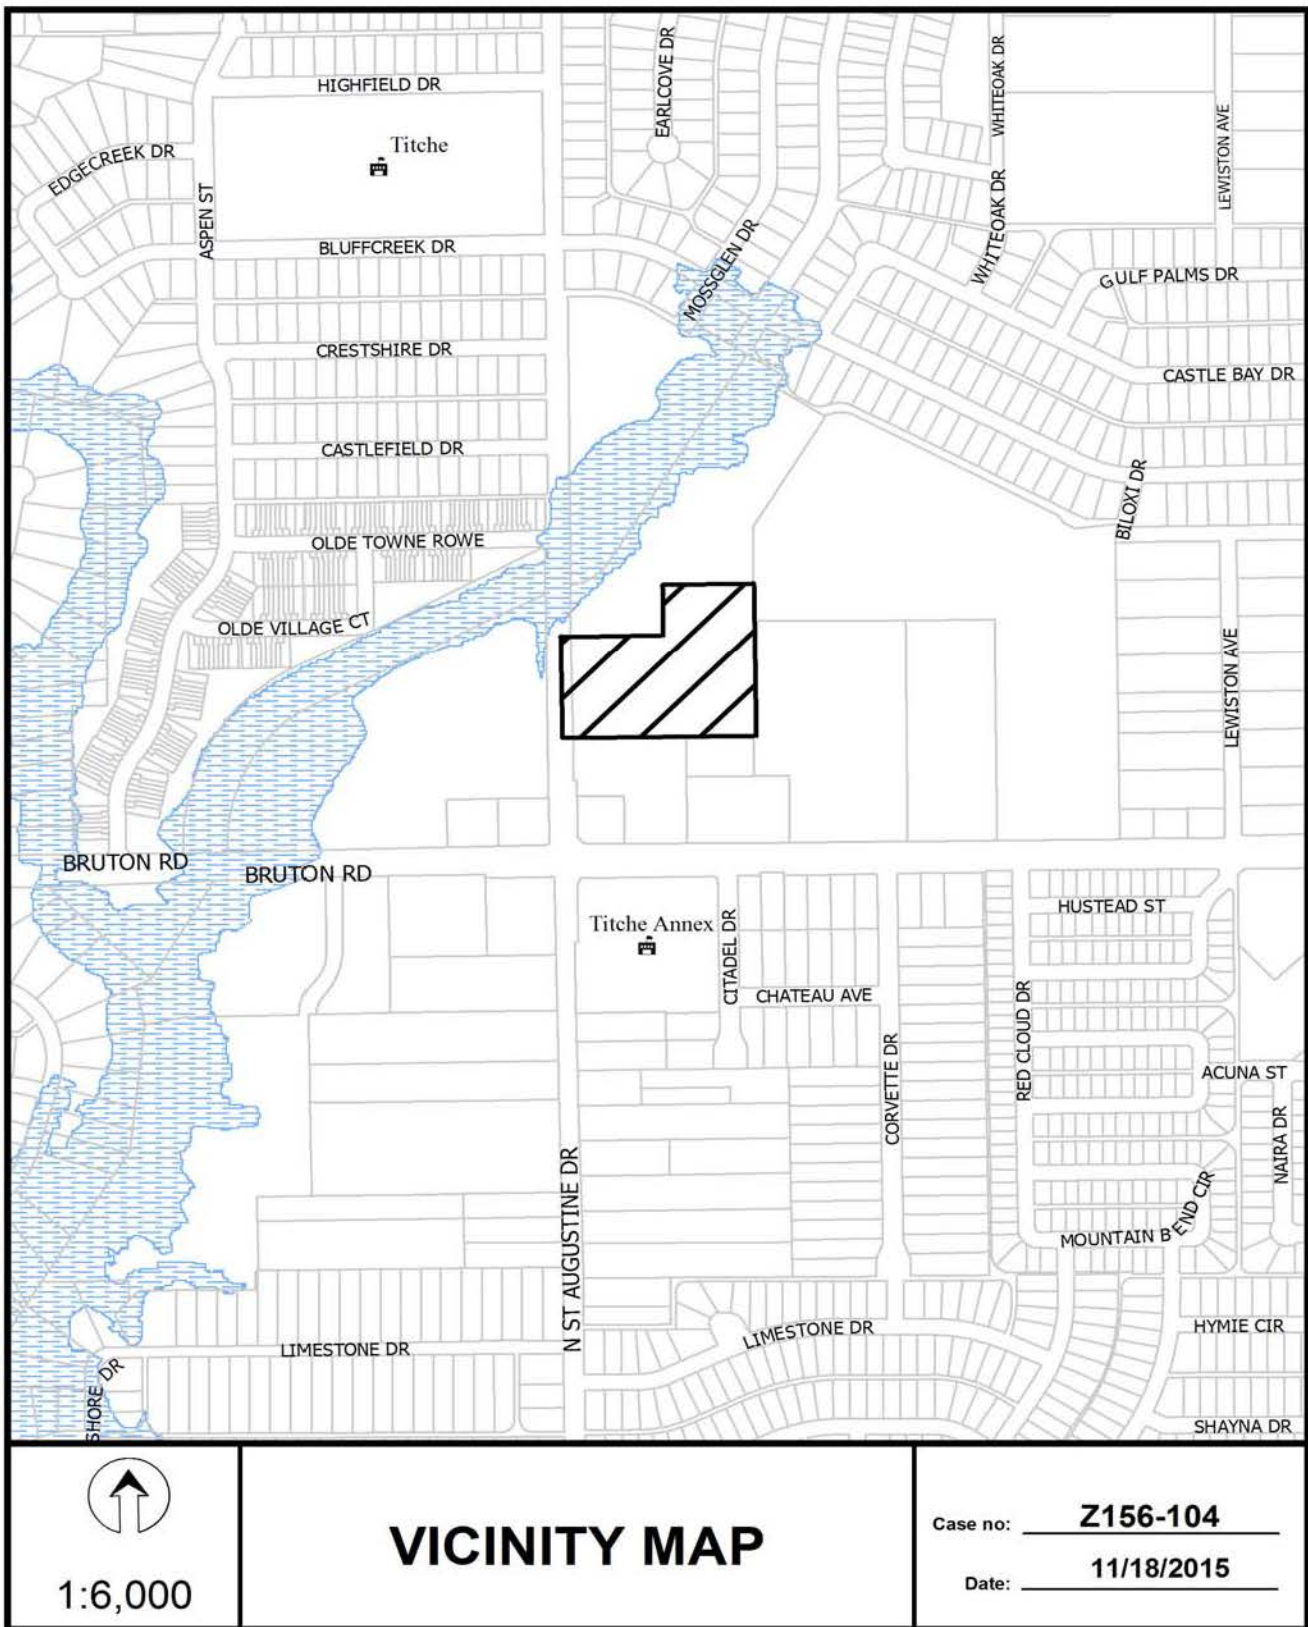 HIGHFIELD DR
EARLCOVE DR
WHITEOAK DR
LEWISTON AVE
Titche
EDGECREEK DR
ASPEN ST
WHITEOAK DR
BLUFFCREEK DR
MOSSGLEN DR
GULF PALMS DR
CRESTSHIRE DR
CASTLE BAY DR
CASTLEFIELD DR
BILOXI DR
OLDE TOWNE ROWE
OLDE VILLAGE CT
LEWISTON AVE
BRUTON RD
BRUTON RD
Titche Annex
CITADEL DR
HUSTEAD ST
CHATEAU AVE
RED CLOUD DR
CORVETTE DR
ACUNA ST
NAIRA DR
N ST AUGUSTINE DR
MOUNTAIN BEND CIR
LIMESTONE DR
LIMESTONE DR
HYMIE CIR
SHORE DR
SHAYNA DR
1:6,000
VICINITY MAP
Case no: Z156-104
Date: 11/18/2015